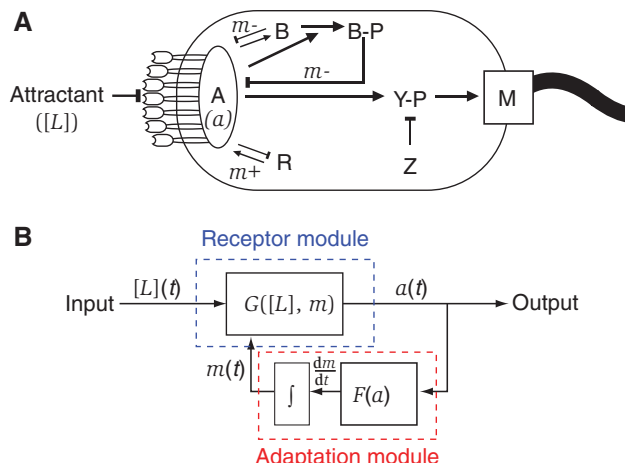 A
m- B B-P
Attractant
([L])
A
(a)
m-
Y-P M
m+ R
Z
B
Receptor module
Input [L](t) G([L], m) a(t) Output
m(t) dm/dt
∫ F(a)
Adaptation module